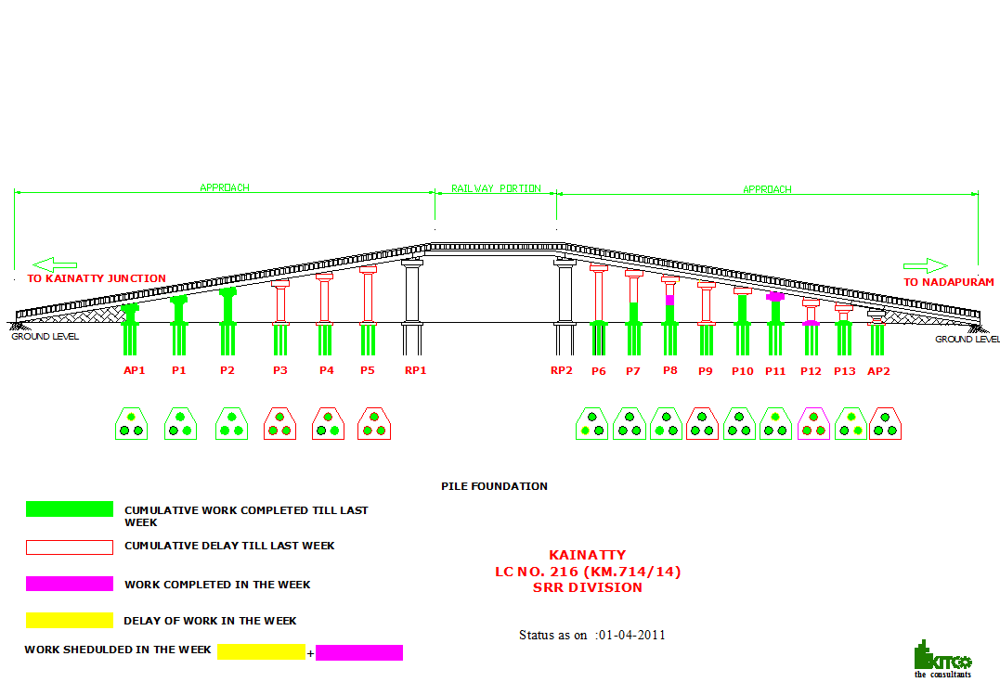 APPROACH
RAILWAY PORTION
APPROACH
TO KAINATTY JUNCTION
TO NADAPURAM
GROUND LEVEL
GROUND LEVEL
AP1 P1 P2 P3 P4 P5 RP1 RP2 P6 P7 P8 P9 P10 P11 P12 P13 AP2
PILE FOUNDATION
CUMULATIVE WORK COMPLETED TILL LAST
WEEK
CUMULATIVE DELAY TILL LAST WEEK
WORK COMPLETED IN THE WEEK
DELAY OF WORK IN THE WEEK
WORK SHEDULDED IN THE WEEK +
KAINATTY
LC NO. 216 (KM.714/14)
SRR DIVISION
Status as on :01-04-2011
KITCO
the consultants